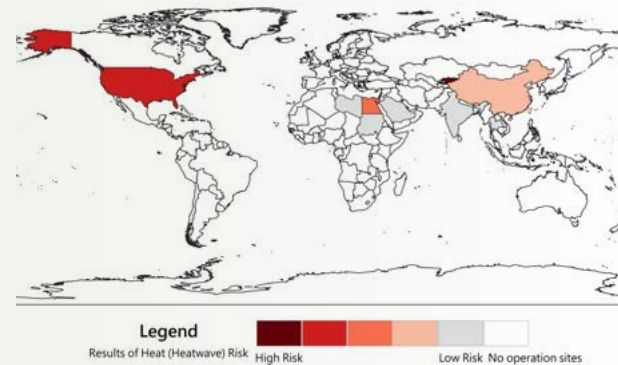 Legend
Results of Heat (Heatwave) Risk
High Risk
Low Risk
No operation sites